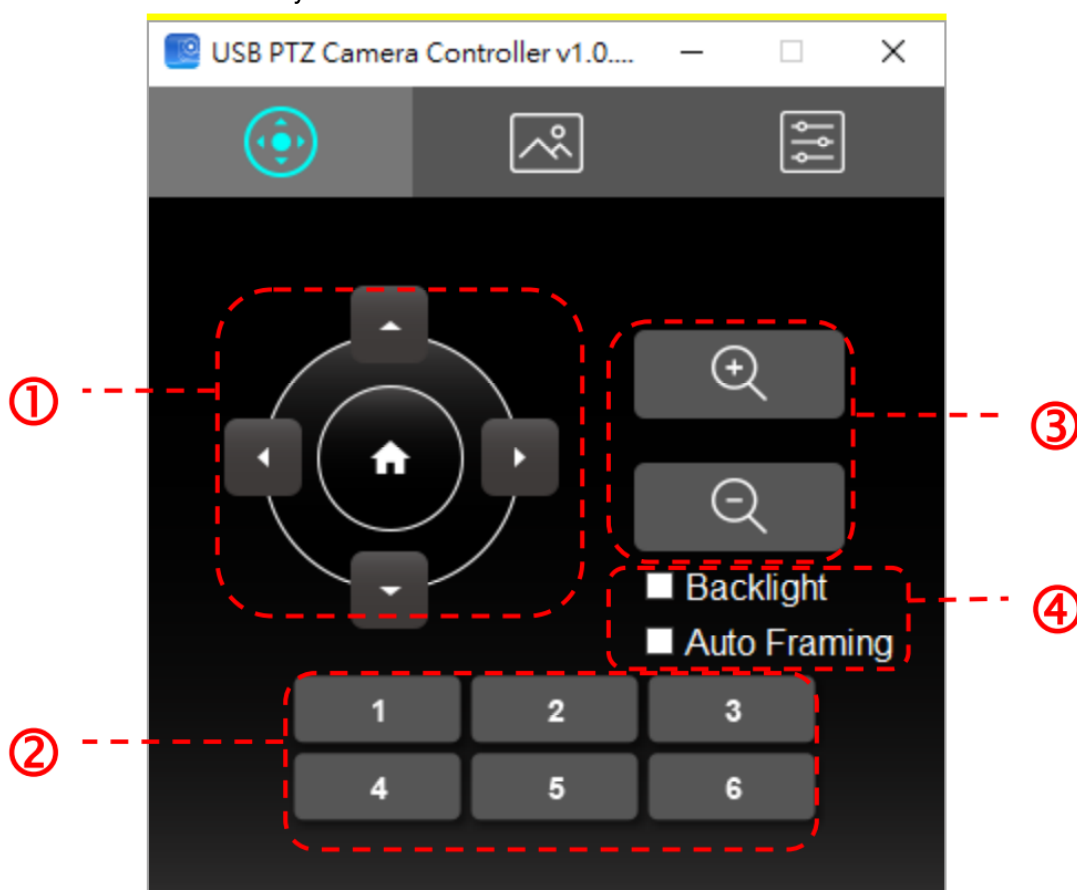 USB PTZ Camera Controller v1.0....
①
③
Backlight
④
Auto Framing
1 2 3
②
4 5 6